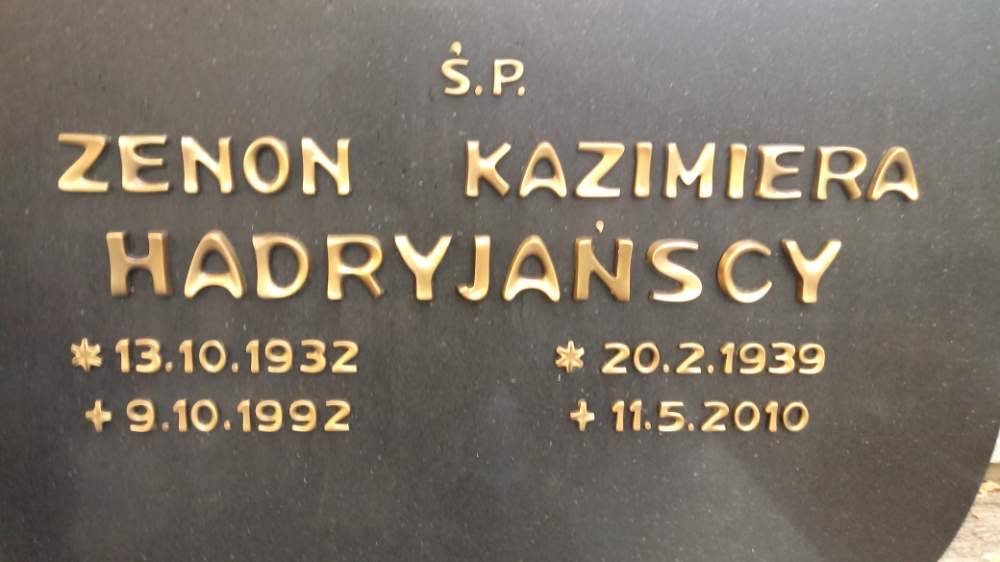 Ś.P.
ZENON KAZIMIERA
HADRYJAŃSCY
* 13.10.1932 * 20.2.1939
+ 9.10.1992 + 11.5.2010